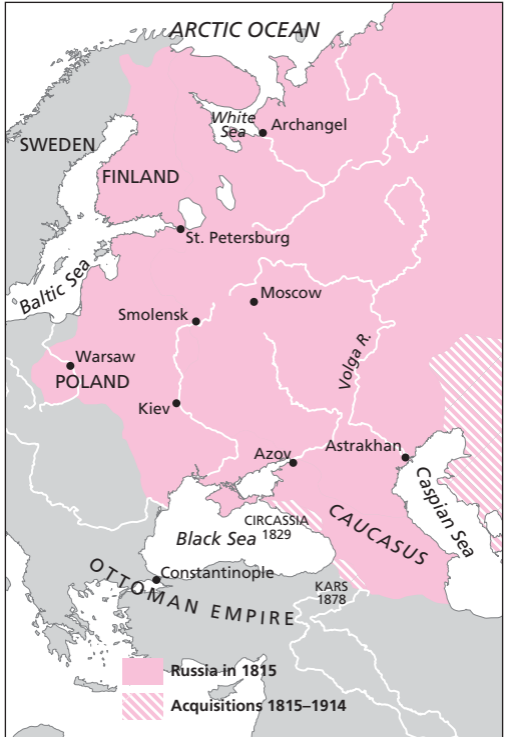 ARCTIC OCEAN
White
Sea
Archangel
SWEDEN
FINLAND
St. Petersburg
Baltic Sea
Moscow
Smolensk
Volga R.
Warsaw
POLAND
Kiev
Azov
Astrakhan
Caspian Sea
CIRCASSIA
1829
CAUCASUS
Black Sea
Constantinople
OTTOMAN EMPIRE
KARS
1878
Russia in 1815
Acquisitions 1815–1914